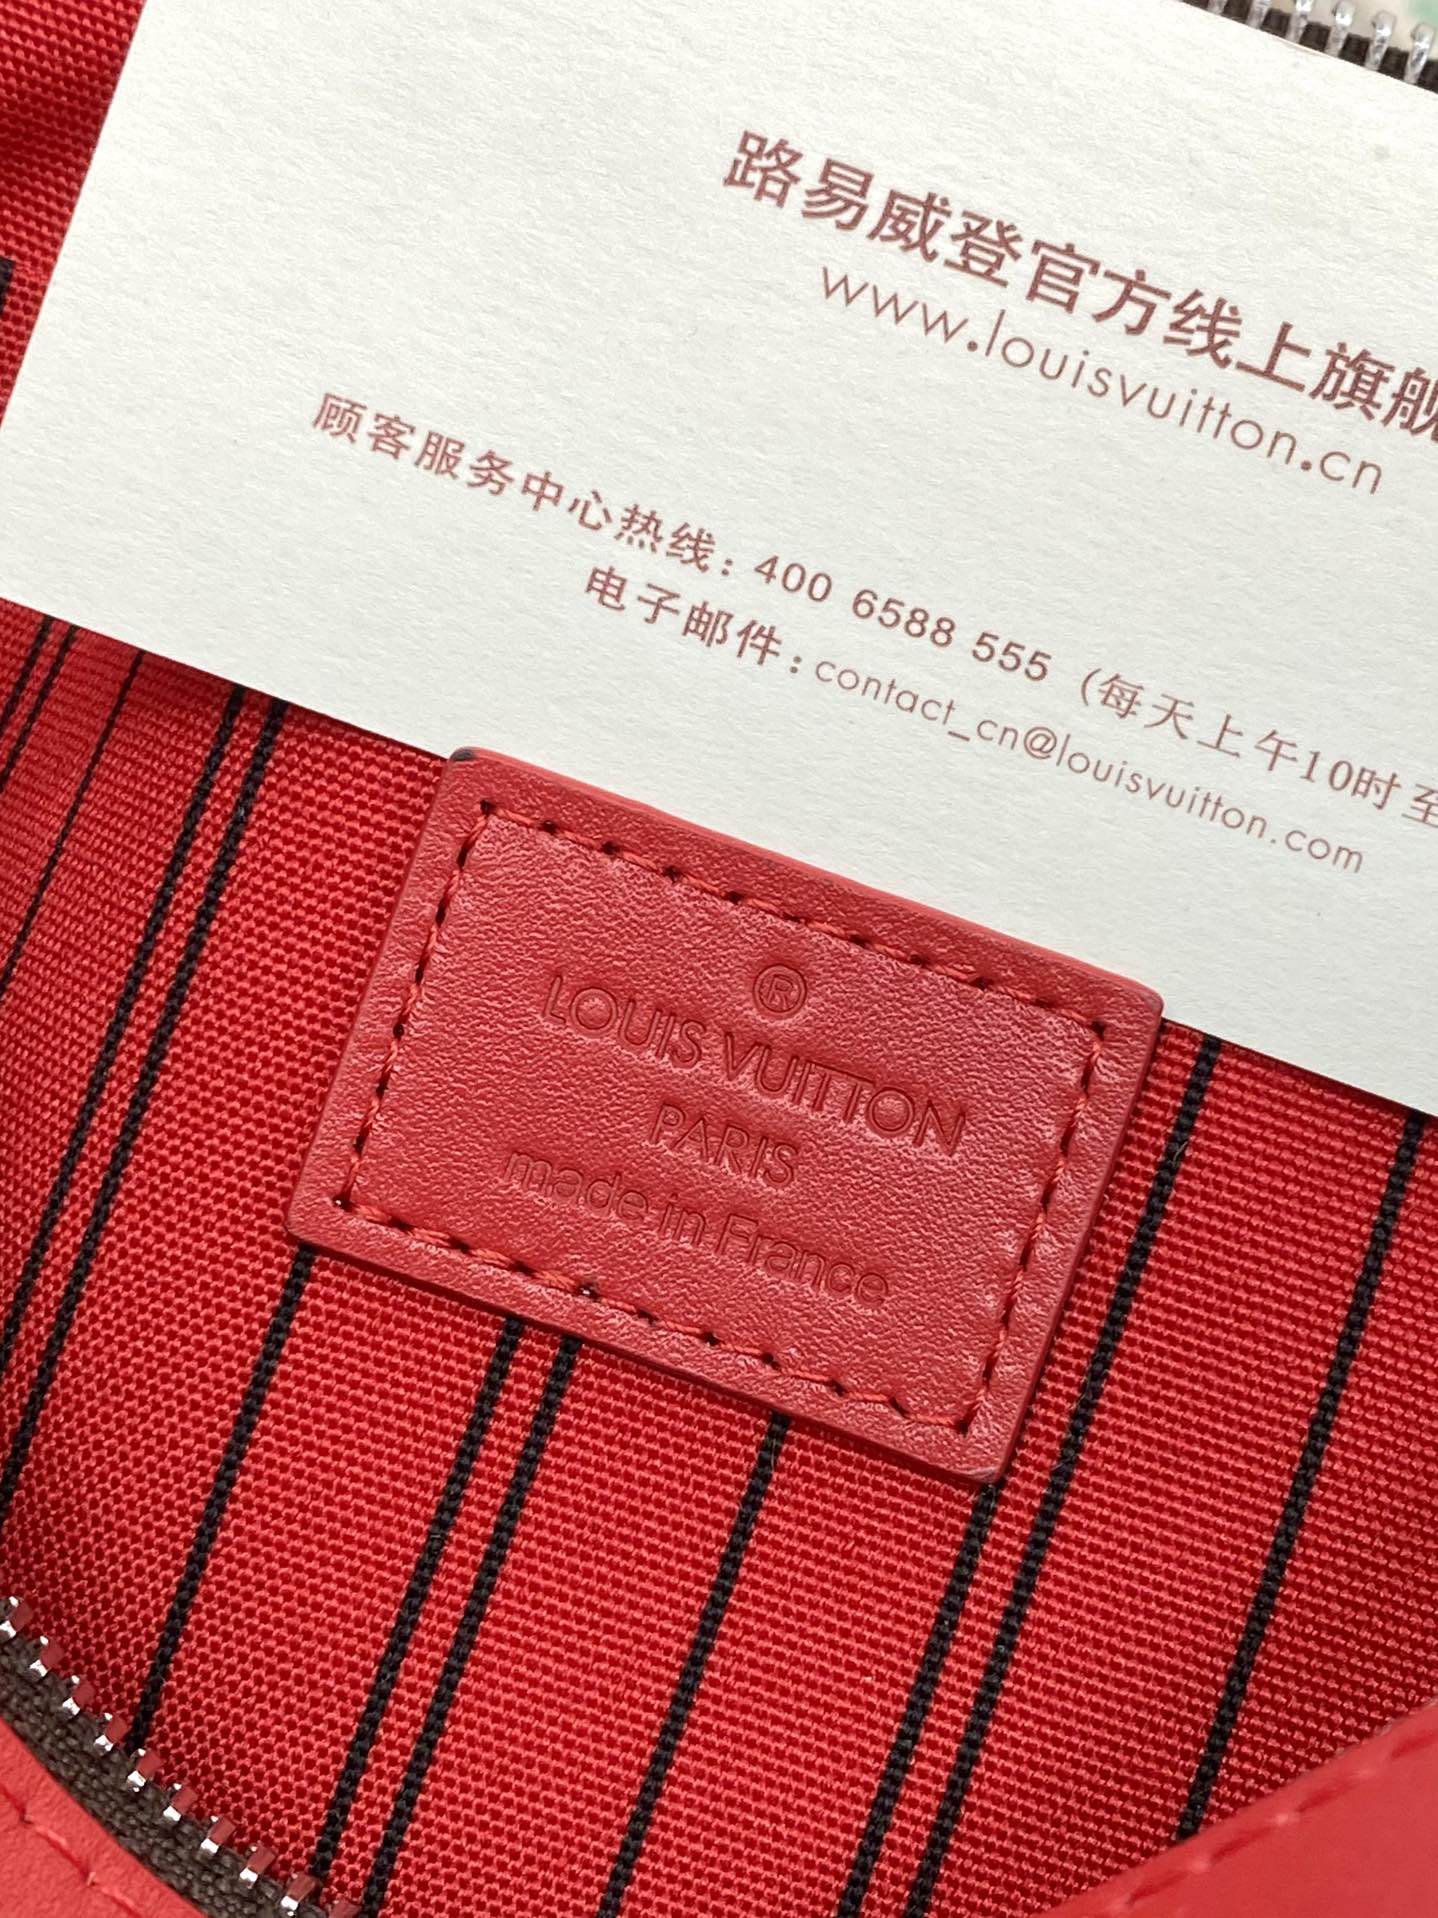 路易威登官方线上旗舰
www.louisvuitton.cn
顾客服务中心热线：400 6588 555（每天上午10时至
电子邮件：contact_cn@louisvuitton.com
®
LOUIS VUITTON
PARIS
made in France